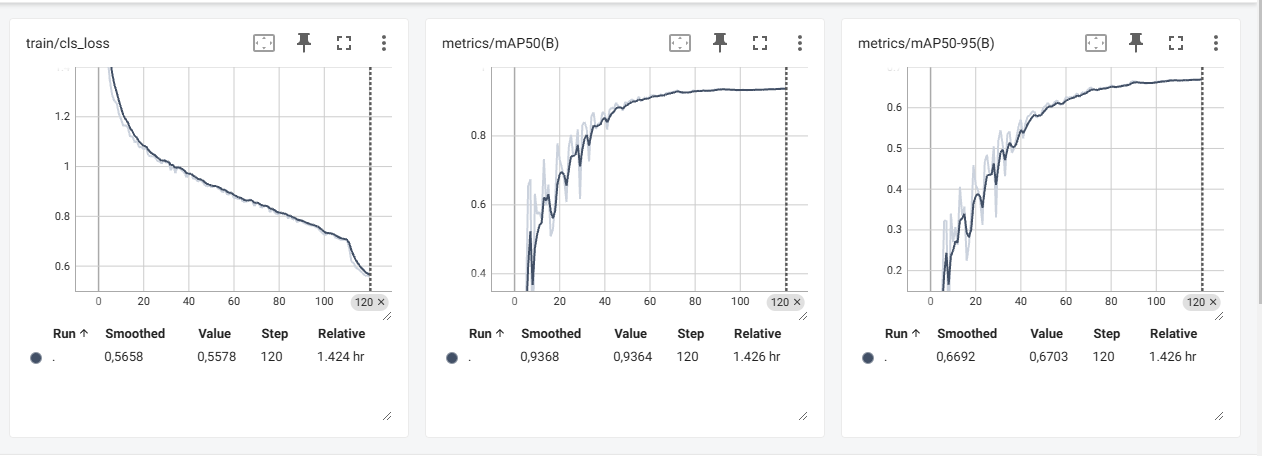 train/cls_loss
1.2
1
0.8
0.6
0 20 40 60 80 100 120 ×
Run ↑ Smoothed Value Step Relative
. 0,5658 0,5578 120 1.424 hr
metrics/mAP50(B)
0.8
0.6
0.4
0 20 40 60 80 100 120 ×
Run ↑ Smoothed Value Step Relative
. 0,9368 0,9364 120 1.426 hr
metrics/mAP50-95(B)
0.6
0.5
0.4
0.3
0.2
0 20 40 60 80 100 120 ×
Run ↑ Smoothed Value Step Relative
. 0,6692 0,6703 120 1.426 hr